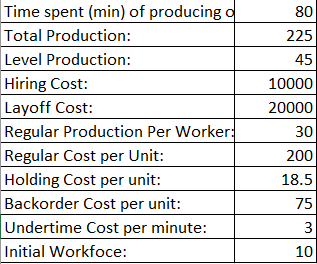 Time spent (min) of producing o 80
Total Production: 225
Level Production: 45
Hiring Cost: 10000
Layoff Cost: 20000
Regular Production Per Worker: 30
Regular Cost per Unit: 200
Holding Cost per unit: 18.5
Backorder Cost per unit: 75
Undertime Cost per minute: 3
Initial Workfoce: 10